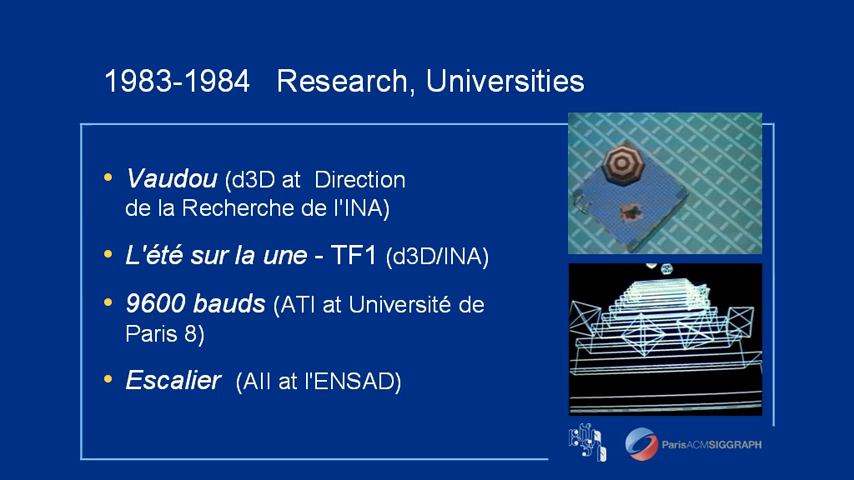 1983-1984 Research, Universities
• Vaudou (d3D at Direction
de la Recherche de l'INA)
• L'été sur la une - TF1 (d3D/INA)
• 9600 bauds (ATI at Université de
Paris 8)
• Escalier (AII at l'ENSAD)
ParisACMSIGGRAPH